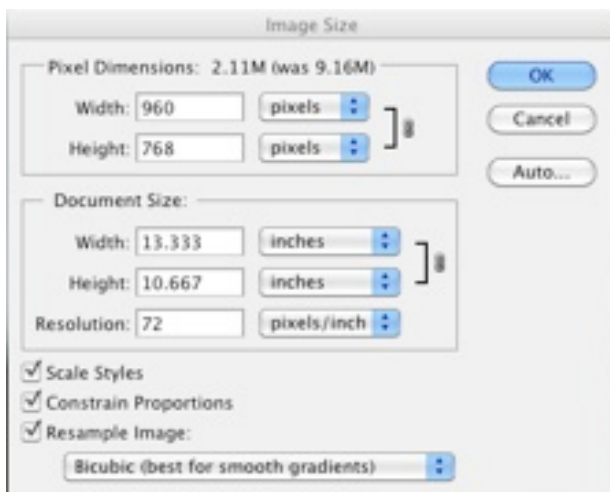 Image Size
Pixel Dimensions: 2.11M (was 9.16M)
OK
Width: 960 pixels
Cancel
Height: 768 pixels
Auto...
Document Size:
Width: 13.333 inches
Height: 10.667 inches
Resolution: 72 pixels/inch
Scale Styles
Constrain Proportions
Resample Image:
Bicubic (best for smooth gradients)